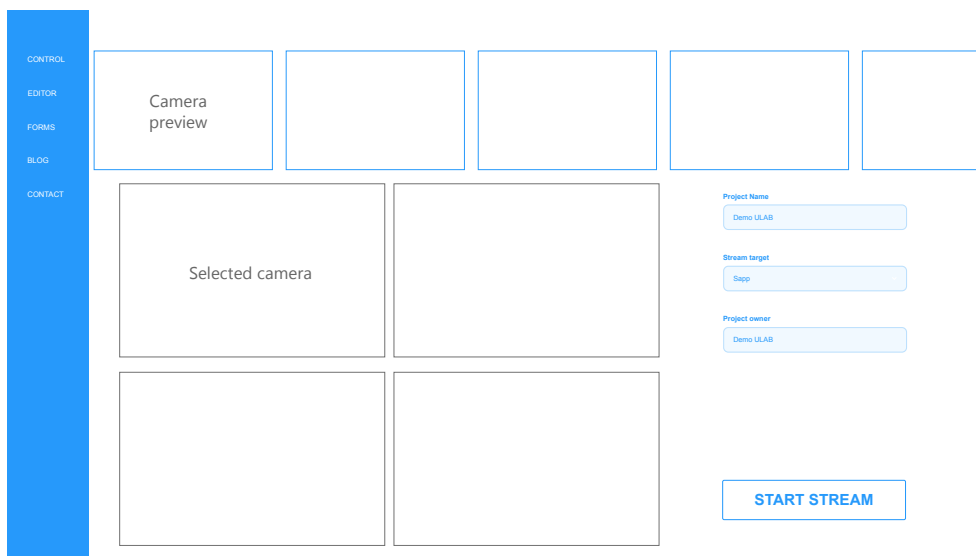 CONTROL
EDITOR
FORMS
BLOG
CONTACT
Camera
preview
Selected camera
Project Name
Demo ULAB
Stream target
Sapp
Project owner
Demo ULAB
START STREAM